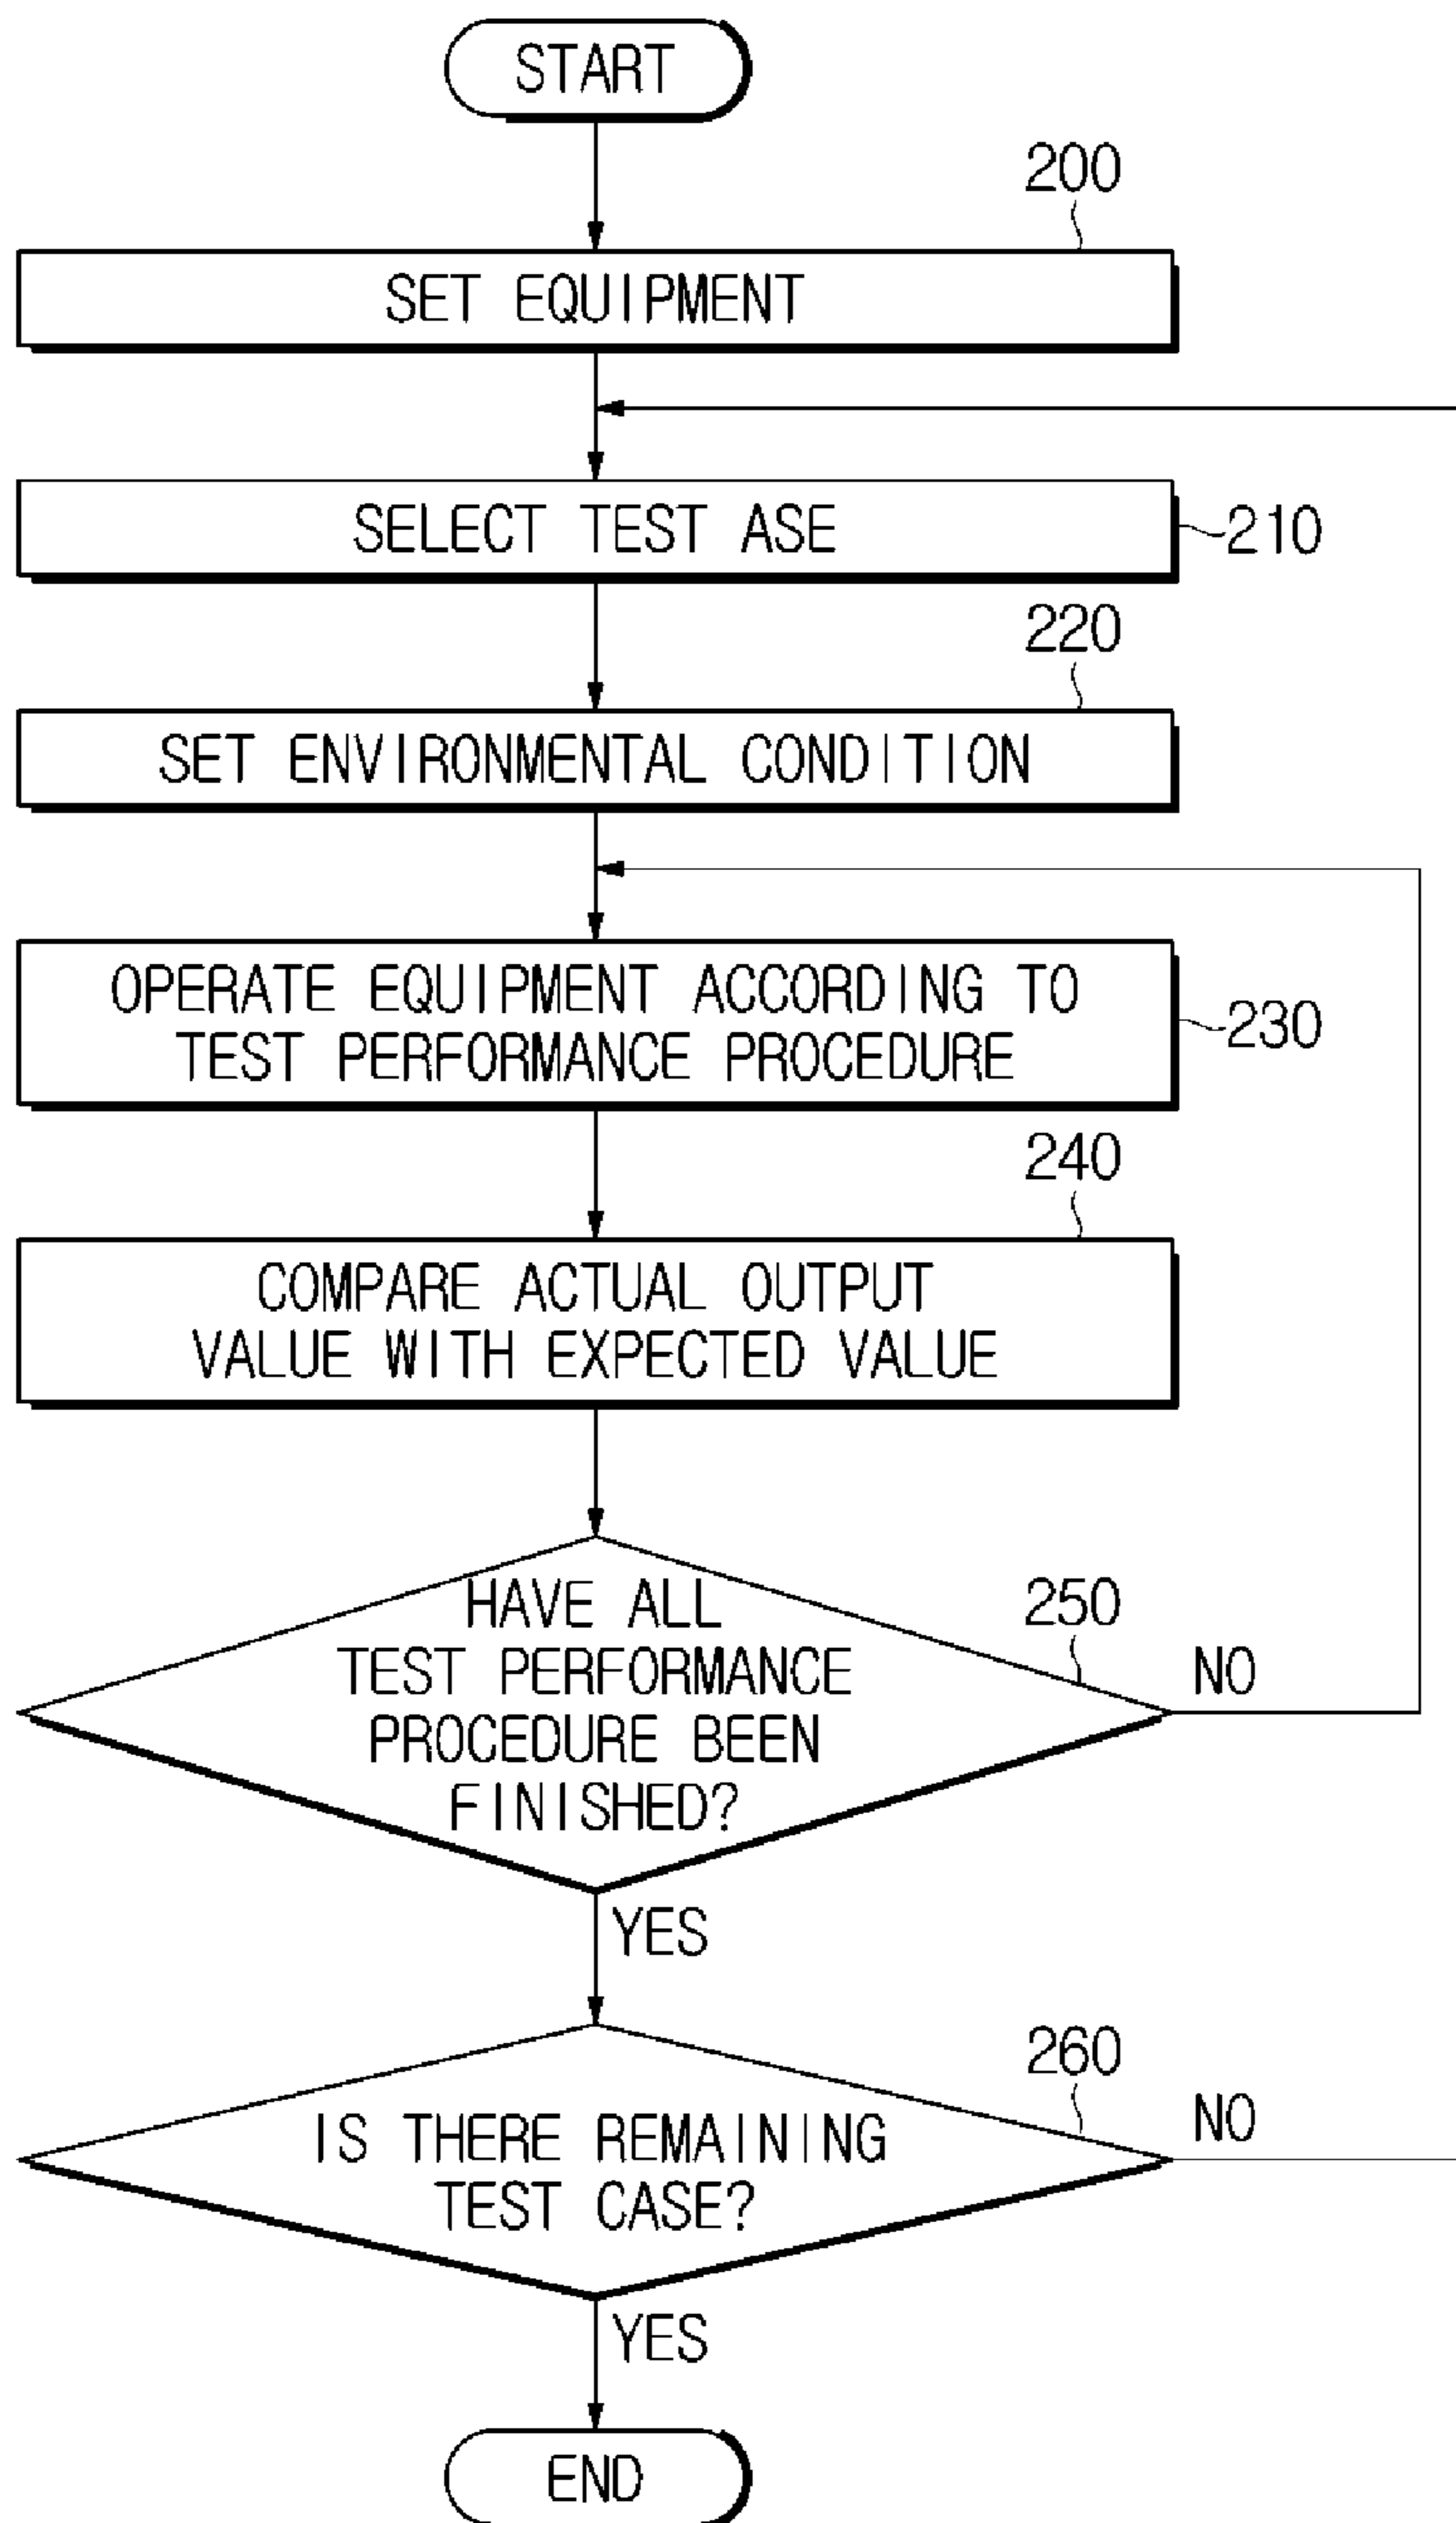 START
200
SET EQUIPMENT
SELECT TEST ASE
210
220
SET ENVIRONMENTAL CONDITION
OPERATE EQUIPMENT ACCORDING TO
TEST PERFORMANCE PROCEDURE
230
240
COMPARE ACTUAL OUTPUT
VALUE WITH EXPECTED VALUE
HAVE ALL
TEST PERFORMANCE
PROCEDURE BEEN
FINISHED?
250
NO
YES
260
IS THERE REMAINING
TEST CASE?
NO
YES
END